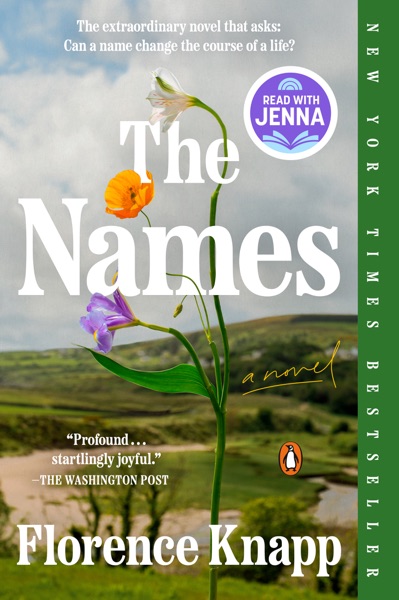 The extraordinary novel that asks:
Can a name change the course of a life?
READ WITH
JENNA
The
Names
a novel
“Profound...
startlingly joyful.”
—THE WASHINGTON POST
Florence Knapp
NEW YORK TIMES BESTSELLER